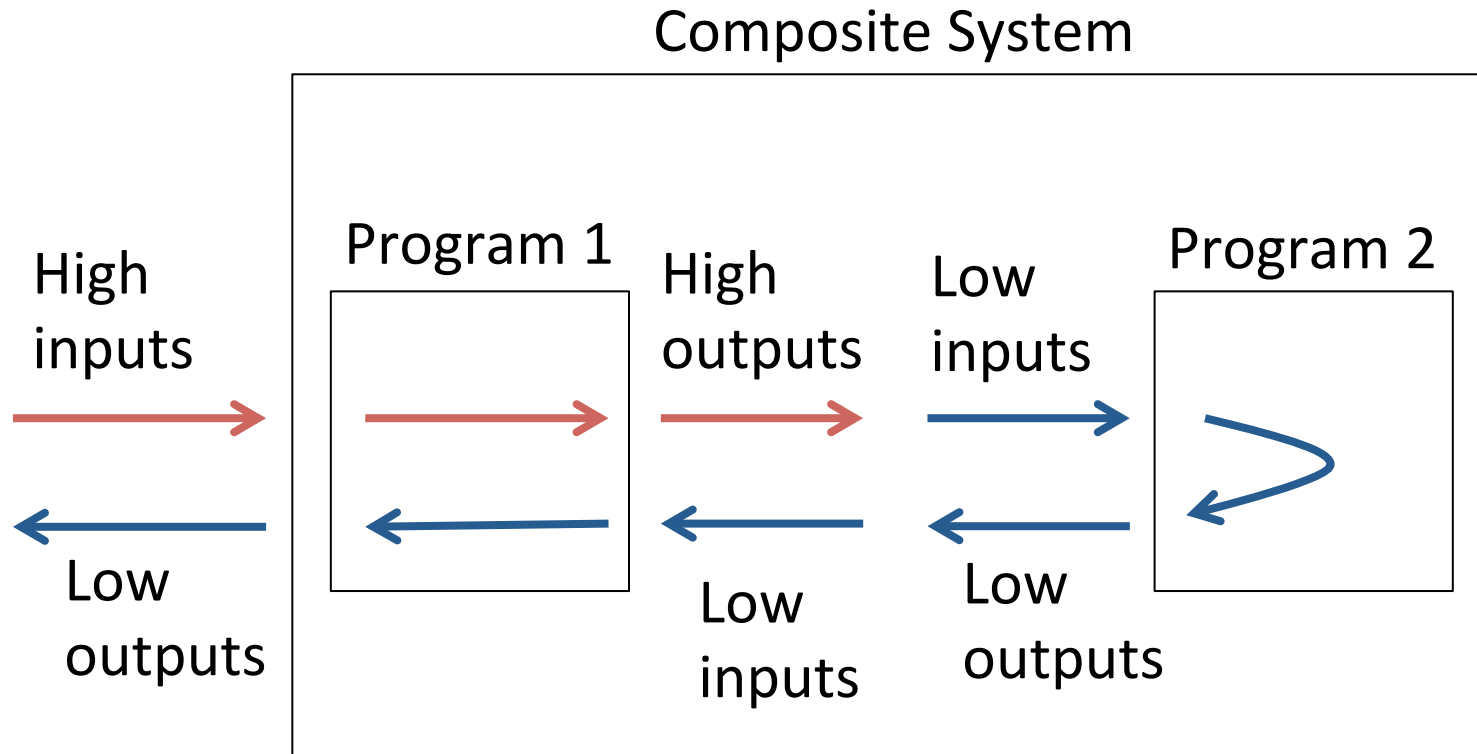 Composite System
Program 1
Program 2
High
inputs
High
outputs
Low
inputs
Low
outputs
Low
inputs
Low
outputs